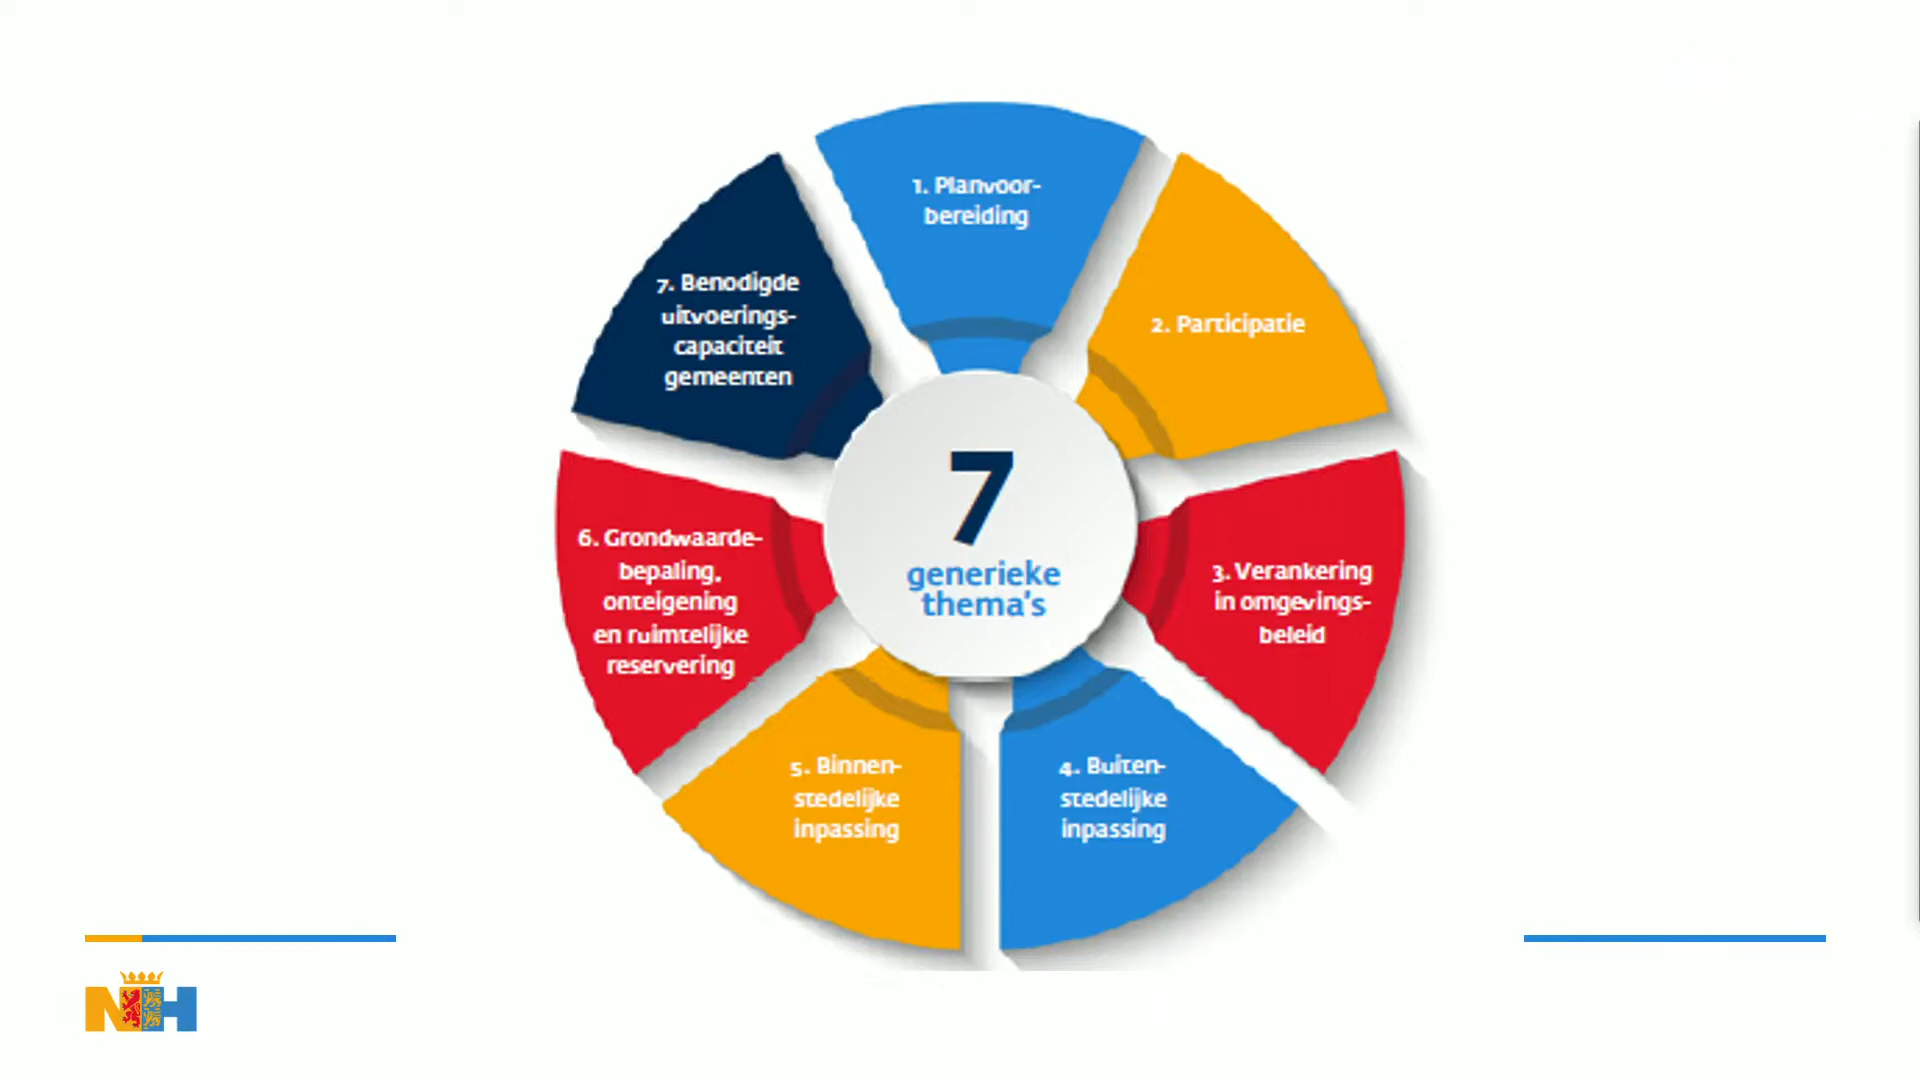 1. Planvoor-
bereiding
2. Participatie
3. Verankering
in omgevings-
beleid
4. Buiten-
stedelijke
inpassing
5. Binnen-
stedelijke
inpassing
6. Grondwaarde-
bepaling,
onteigening
en ruimtelijke
reservering
7. Benodigde
uitvoerings-
capaciteit
gemeenten
7
generieke
thema's
NH